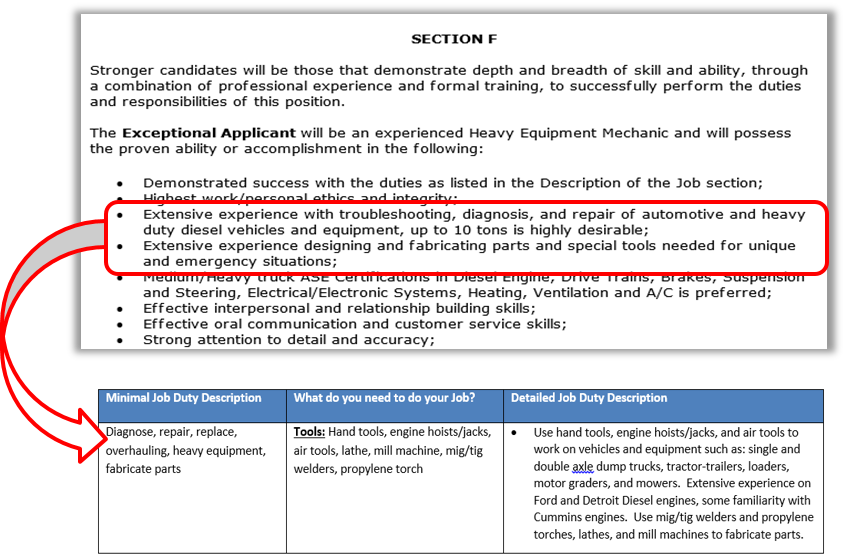 SECTION F
Stronger candidates will be those that demonstrate depth and breadth of skill and ability, through
a combination of professional experience and formal training, to successfully perform the duties
and responsibilities of this position.
The Exceptional Applicant will be an experienced Heavy Equipment Mechanic and will possess
the proven ability or accomplishment in the following:
• Demonstrated success with the duties as listed in the Description of the Job section;
• Highest work/personal ethics and integrity;
• Extensive experience with troubleshooting, diagnosis, and repair of automotive and heavy
duty diesel vehicles and equipment, up to 10 tons is highly desirable;
• Extensive experience designing and fabricating parts and special tools needed for unique
and emergency situations;
• Medium/Heavy truck ASE Certifications in Diesel Engine, Drive Trains, Brakes, Suspension
and Steering, Electrical/Electronic Systems, Heating, Ventilation and A/C is preferred;
• Effective interpersonal and relationship building skills;
• Effective oral communication and customer service skills;
• Strong attention to detail and accuracy;
Minimal Job Duty Description
What do you need to do your Job?
Detailed Job Duty Description
Diagnose, repair, replace,
overhauling, heavy equipment,
fabricate parts
Tools: Hand tools, engine hoists/jacks,
air tools, lathe, mill machine, mig/tig
welders, propylene torch
• Use hand tools, engine hoists/jacks, and air tools to
work on vehicles and equipment such as: single and
double axle dump trucks, tractor-trailers, loaders,
motor graders, and mowers. Extensive experience on
Ford and Detroit Diesel engines, some familiarity with
Cummins engines. Use mig/tig welders and propylene
torches, lathes, and mill machines to fabricate parts.